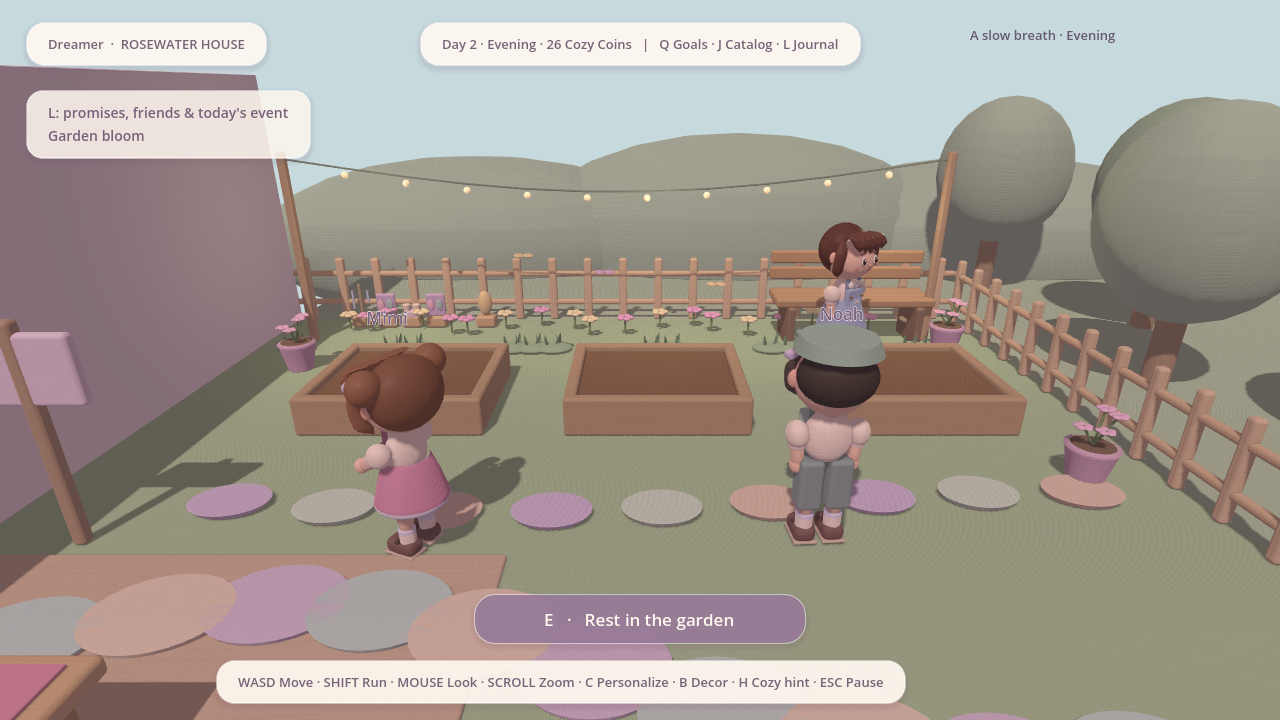 Dreamer · ROSEWATER HOUSE
Day 2 · Evening · 26 Cozy Coins | Q Goals · J Catalog · L Journal
A slow breath · Evening
L: promises, friends & today's event
Garden bloom
Mimi
Noah
E · Rest in the garden
WASD Move · SHIFT Run · MOUSE Look · SCROLL Zoom · C Personalize · B Decor · H Cozy hint · ESC Pause